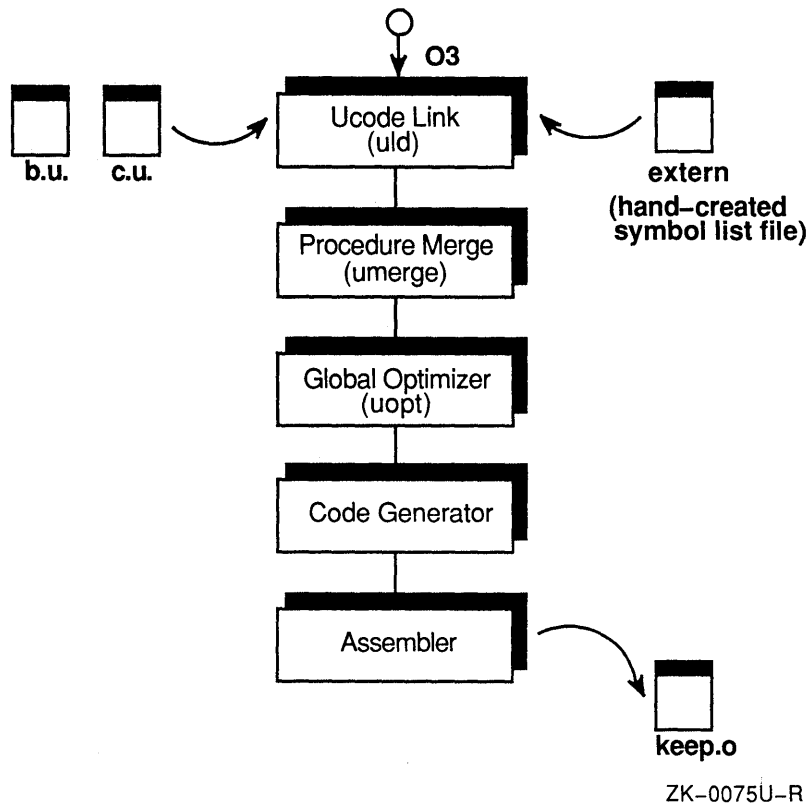 O3
Ucode Link
(uld)
b.u. c.u.
extern
(hand–created
symbol list file)
Procedure Merge
(umerge)
Global Optimizer
(uopt)
Code Generator
Assembler
keep.o
ZK–0075U–R